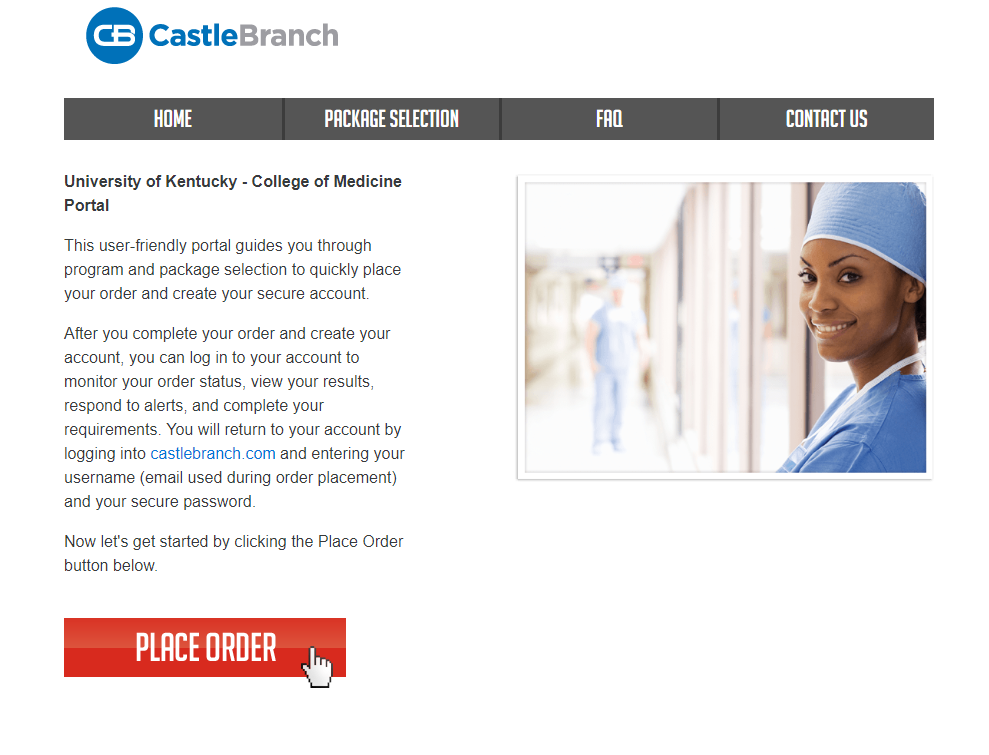 CB CastleBranch
HOME PACKAGE SELECTION FAQ CONTACT US
University of Kentucky - College of Medicine
Portal
This user-friendly portal guides you through
program and package selection to quickly place
your order and create your secure account.
After you complete your order and create your
account, you can log in to your account to
monitor your order status, view your results,
respond to alerts, and complete your
requirements. You will return to your account by
logging into castlebranch.com and entering your
username (email used during order placement)
and your secure password.
Now let's get started by clicking the Place Order
button below.
PLACE ORDER